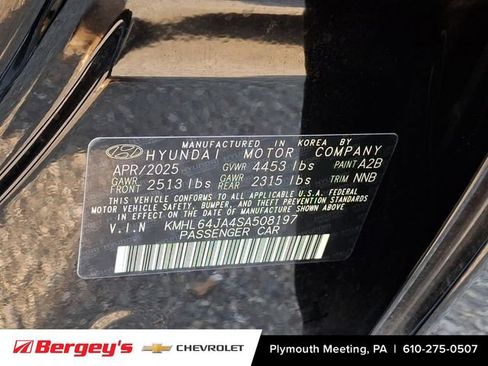 MANUFACTURED IN KOREA BY
HYUNDAI MOTOR COMPANY
APR/2025 GVWR 4453 lbs PAINT A2B
GAWR FRONT 2513 lbs GAWR REAR 2315 lbs TRIM NNB
THIS VEHICLE CONFORMS TO ALL APPLICABLE U.S.A. FEDERAL
MOTOR VEHICLE SAFETY, BUMPER, AND THEFT PREVENTION
STANDARDS IN EFFECT ON THE DATE OF MANUFACTURE SHOWN ABOVE.
V.I.N KMHL64JA4SA508197
PASSENGER CAR
Bergey's CHEVROLET Plymouth Meeting, PA | 610-275-0507